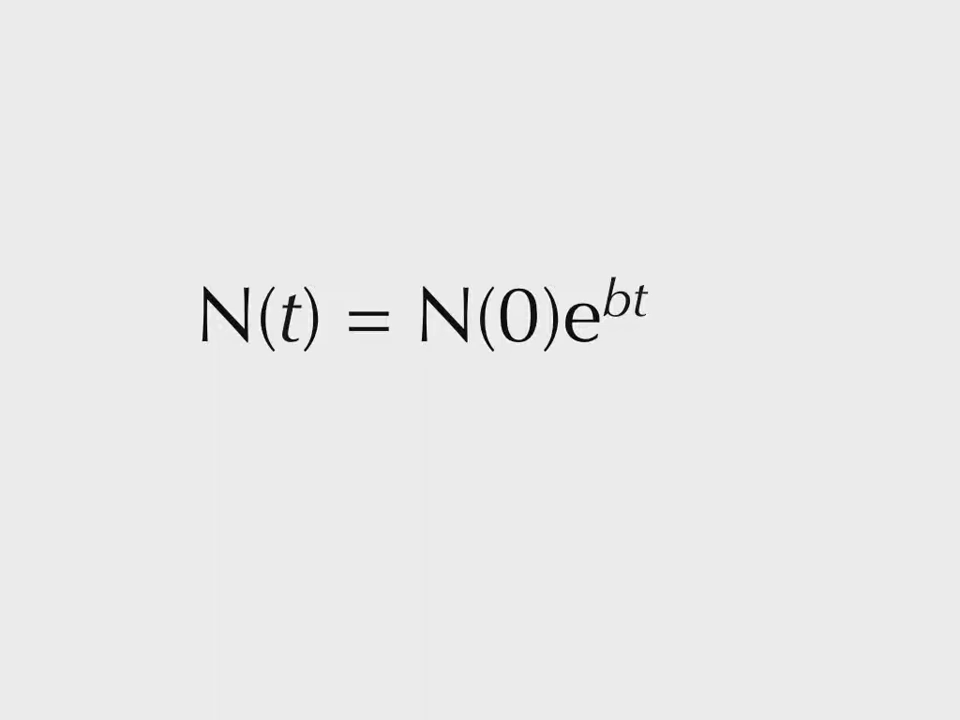 N(t) = N(0)e^{bt}